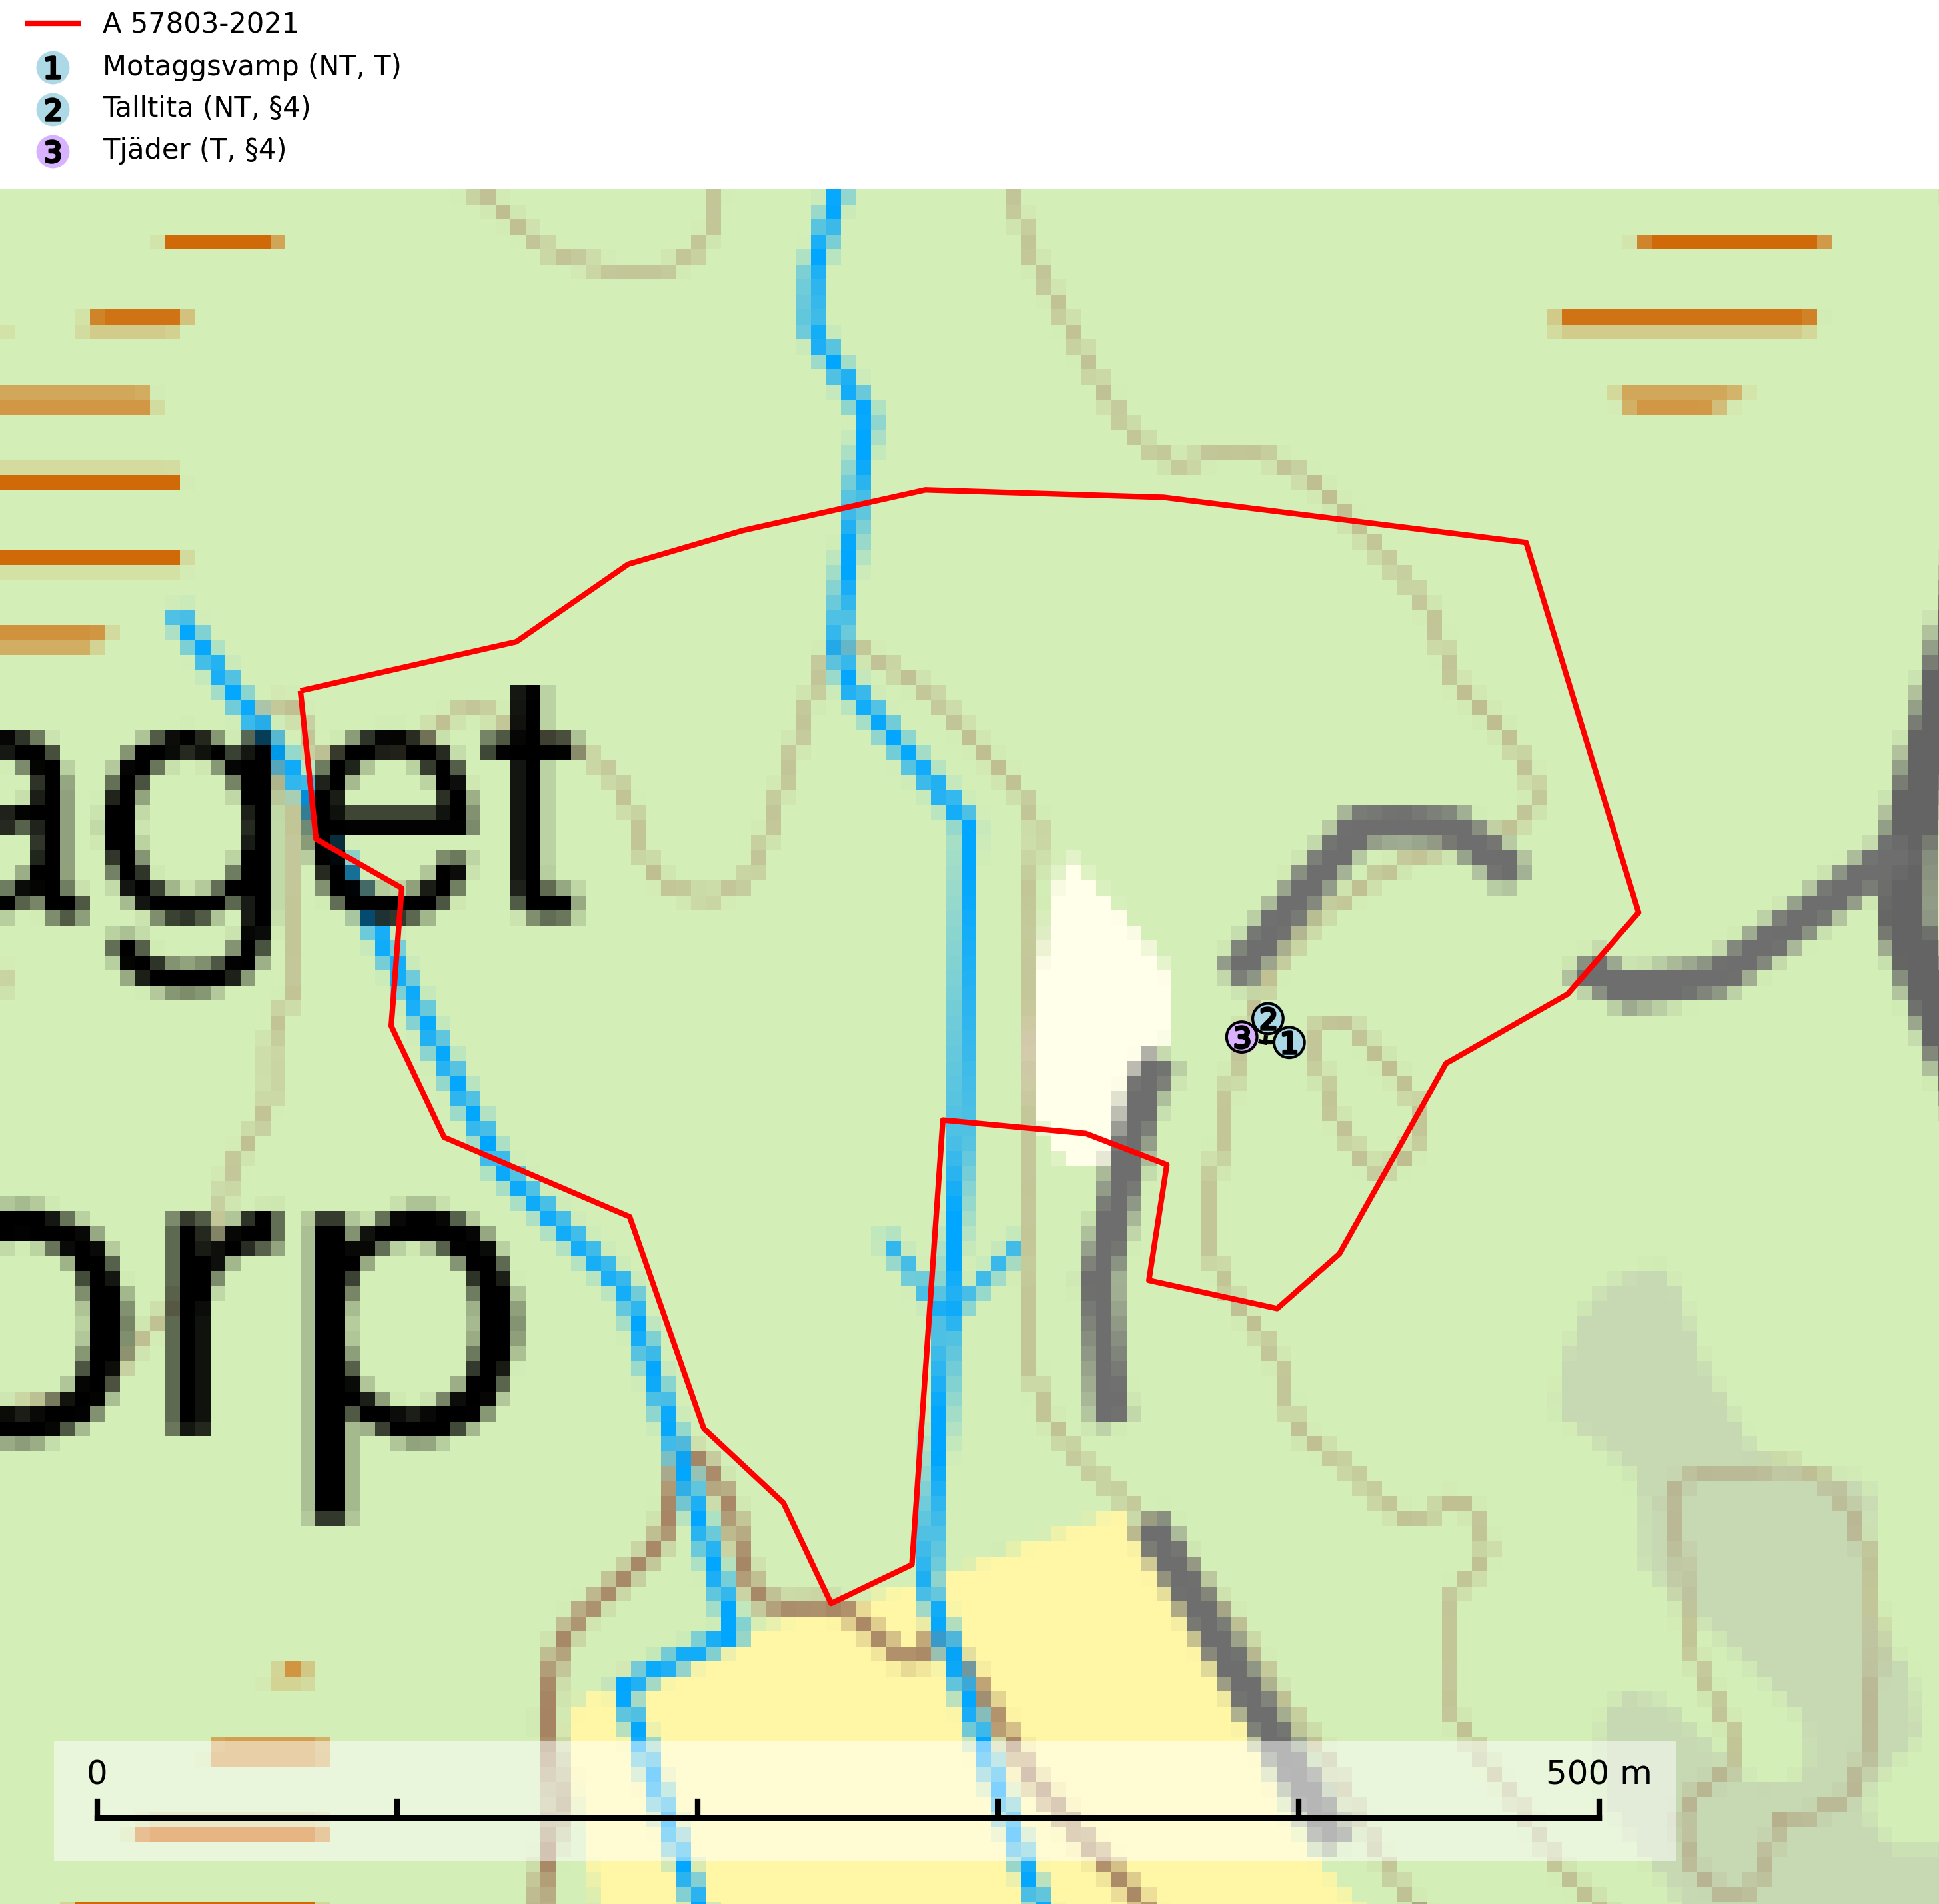 A 57803-2021
1 Motaggsvamp (NT, T)
2 Talltita (NT, §4)
3 Tjäder (T, §4)
aget
2
3
1
orp
0
500 m